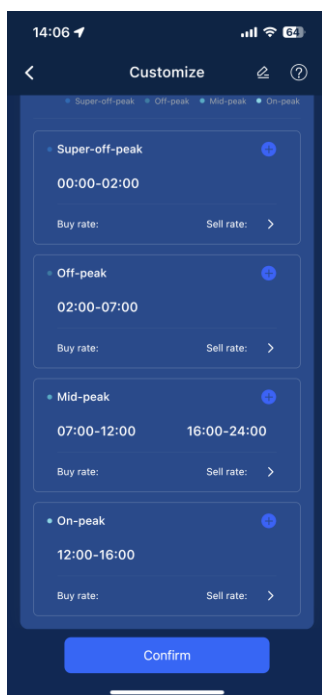 14:06 64
Customize
Super-off-peak Off-peak Mid-peak On-peak
Super-off-peak
00:00-02:00
Buy rate: Sell rate:
Off-peak
02:00-07:00
Buy rate: Sell rate:
Mid-peak
07:00-12:00 16:00-24:00
Buy rate: Sell rate:
On-peak
12:00-16:00
Buy rate: Sell rate:
Confirm